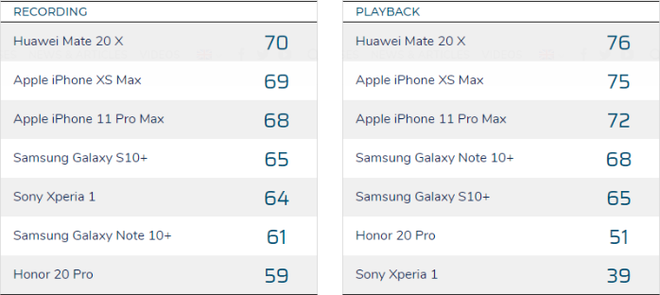 RECORDING
Huawei Mate 20 X 70
Apple iPhone XS Max 69
Apple iPhone 11 Pro Max 68
Samsung Galaxy S10+ 65
Sony Xperia 1 64
Samsung Galaxy Note 10+ 61
Honor 20 Pro 59
PLAYBACK
Huawei Mate 20 X 76
Apple iPhone XS Max 75
Apple iPhone 11 Pro Max 72
Samsung Galaxy Note 10+ 68
Samsung Galaxy S10+ 65
Honor 20 Pro 51
Sony Xperia 1 39